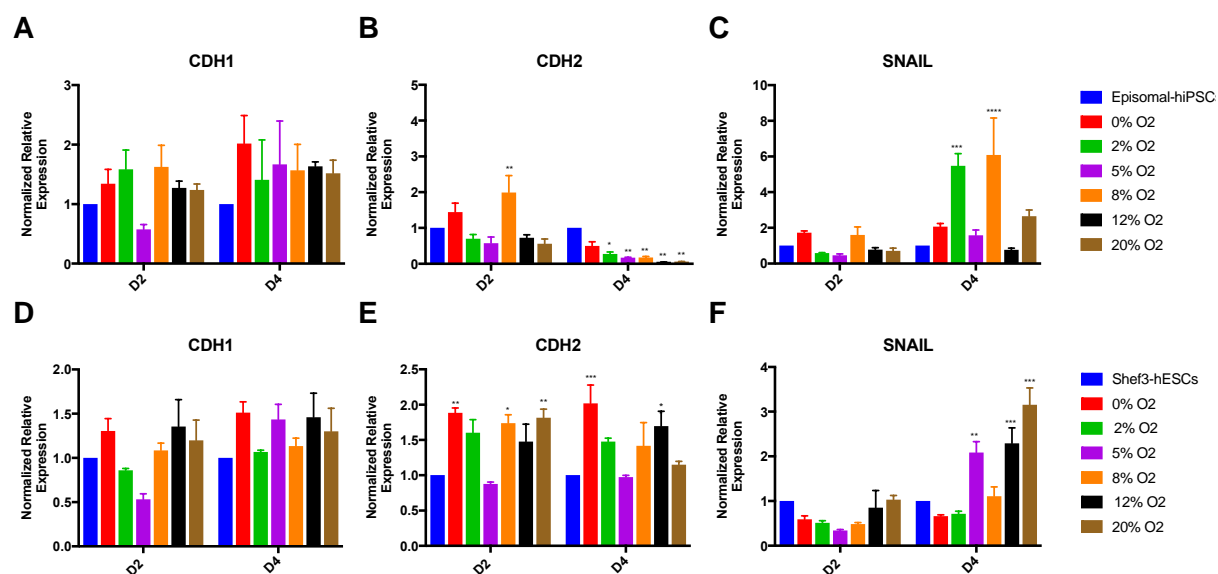 A
B
C
CDH1
CDH2
SNAIL
Normalized Relative
Expression
3
2
1
0
D2
D4
Normalized Relative
Expression
5
4
3
2
1
0
**
*
**
**
**
**
D2
D4
Normalized Relative
Expression
10
8
6
4
2
0
***
****
D2
D4
Episomal-hiPSCs
0% O2
2% O2
5% O2
8% O2
12% O2
20% O2
D
E
F
CDH1
CDH2
SNAIL
Normalized Relative
Expression
2.0
1.5
1.0
0.5
0.0
D2
D4
Normalized Relative
Expression
2.5
2.0
1.5
1.0
0.5
0.0
**
*
**
***
*
D2
D4
Normalized Relative
Expression
4
3
2
1
0
**
***
***
D2
D4
Shef3-hESCs
0% O2
2% O2
5% O2
8% O2
12% O2
20% O2